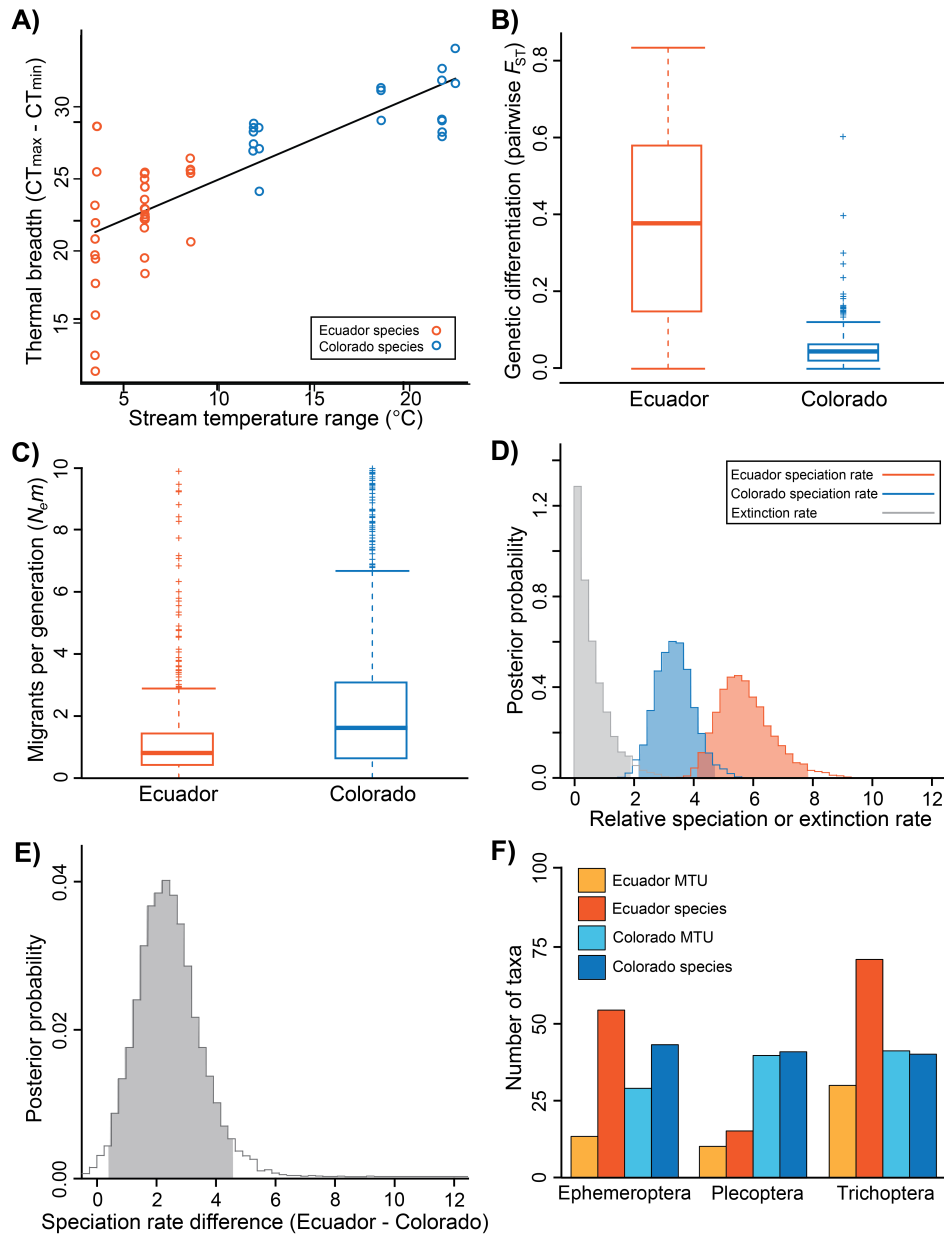 A)
Thermal breadth (CTmax - CTmin)
30
25
20
15
5
10
15
20
Stream temperature range (°C)
Ecuador species
Colorado species
B)
Genetic differentiation (pairwise FST)
0.8
0.6
0.4
0.2
0.0
Ecuador
Colorado
C)
Migrants per generation (Nem)
10
8
6
4
2
0
Ecuador
Colorado
D)
Posterior probability
1.2
0.8
0.4
0.0
0
2
4
6
8
10
12
Relative speciation or extinction rate
Ecuador speciation rate
Colorado speciation rate
Extinction rate
E)
Posterior probability
0.04
0.02
0.00
0
2
4
6
8
10
12
Speciation rate difference (Ecuador - Colorado)
F)
Number of taxa
100
75
50
25
0
Ecuador MTU
Ecuador species
Colorado MTU
Colorado species
Ephemeroptera
Plecoptera
Trichoptera